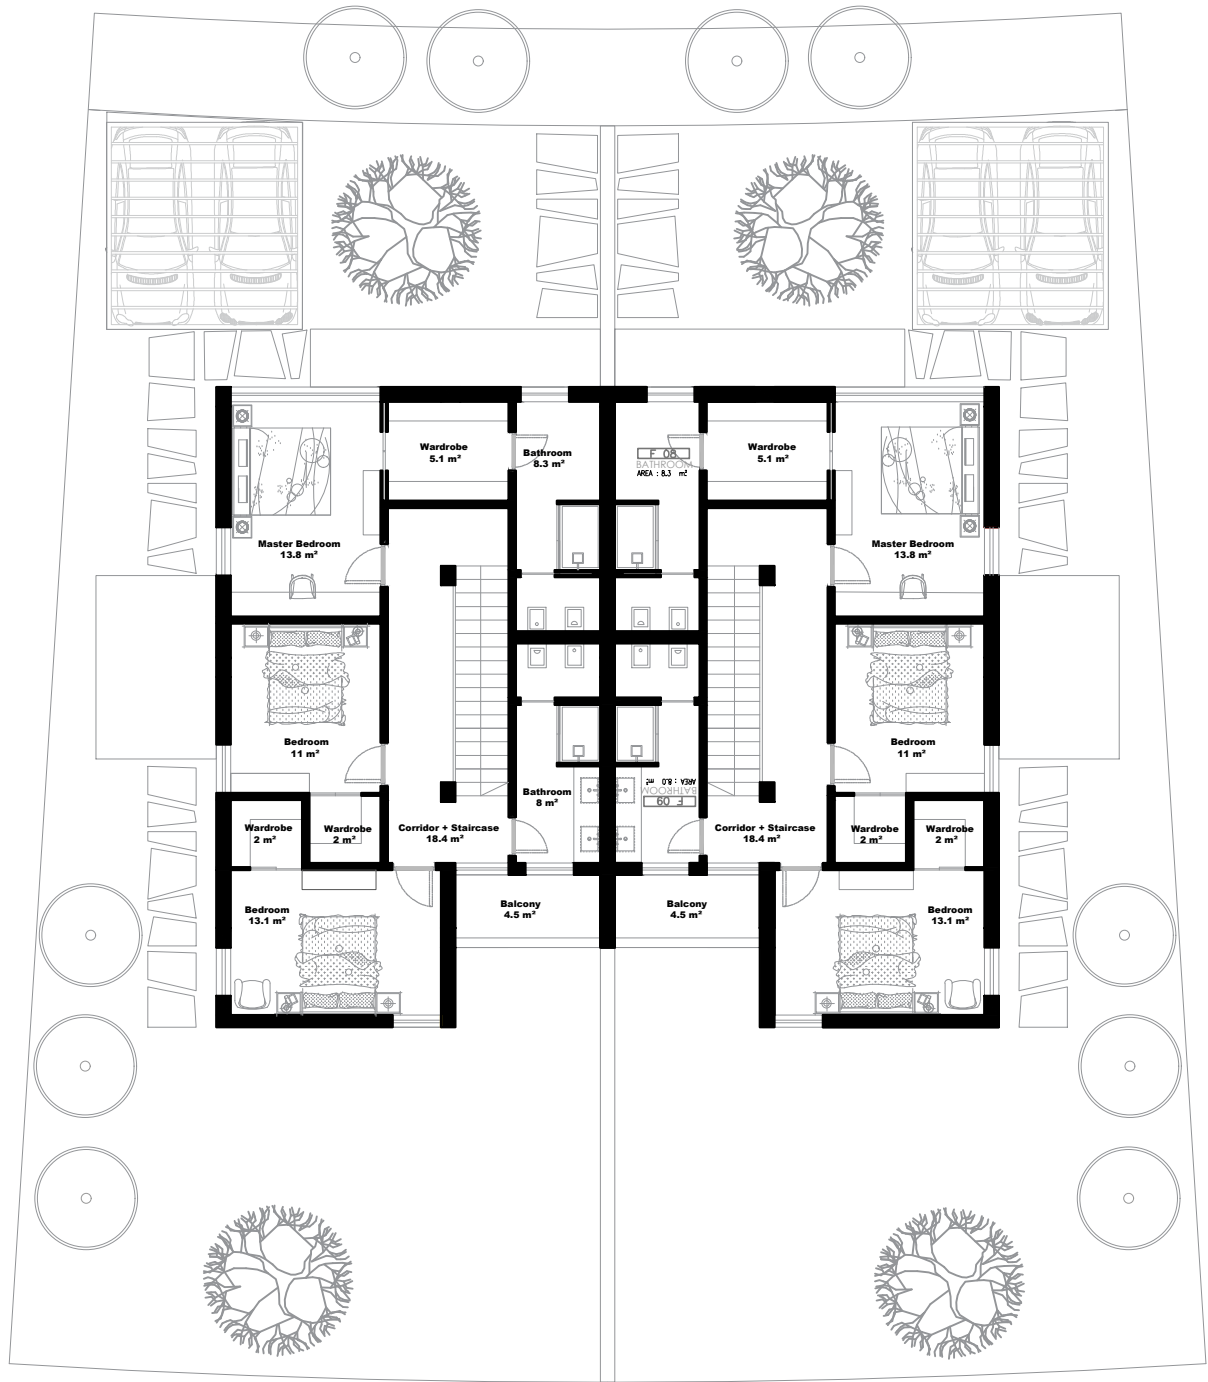 Wardrobe
5.1 m²
Bathroom
8.3 m²
F 08
BATHROOM
AREA : 8.3 m²
Wardrobe
5.1 m²
Master Bedroom
13.8 m²
Master Bedroom
13.8 m²
Bedroom
11 m²
Bedroom
11 m²
Bathroom
8 m²
F 09
BATHROOM
AREA : 8.0 m²
Wardrobe
2 m²
Wardrobe
2 m²
Corridor + Staircase
18.4 m²
Corridor + Staircase
18.4 m²
Wardrobe
2 m²
Wardrobe
2 m²
Bedroom
13.1 m²
Balcony
4.5 m²
Balcony
4.5 m²
Bedroom
13.1 m²